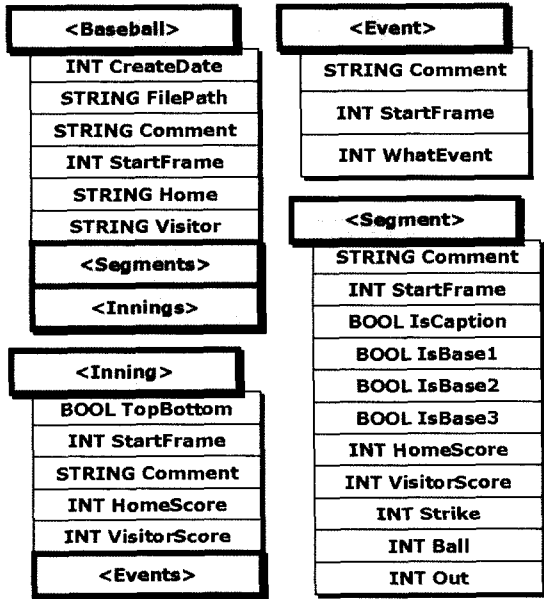 <Baseball>
INT CreateDate
STRING FilePath
STRING Comment
INT StartFrame
STRING Home
STRING Visitor
<Segments>
<Innings>
<Inning>
BOOL TopBottom
INT StartFrame
STRING Comment
INT HomeScore
INT VisitorScore
<Events>
<Event>
STRING Comment
INT StartFrame
INT WhatEvent
<Segment>
STRING Comment
INT StartFrame
BOOL IsCaption
BOOL IsBase1
BOOL IsBase2
BOOL IsBase3
INT HomeScore
INT VisitorScore
INT Strike
INT Ball
INT Out